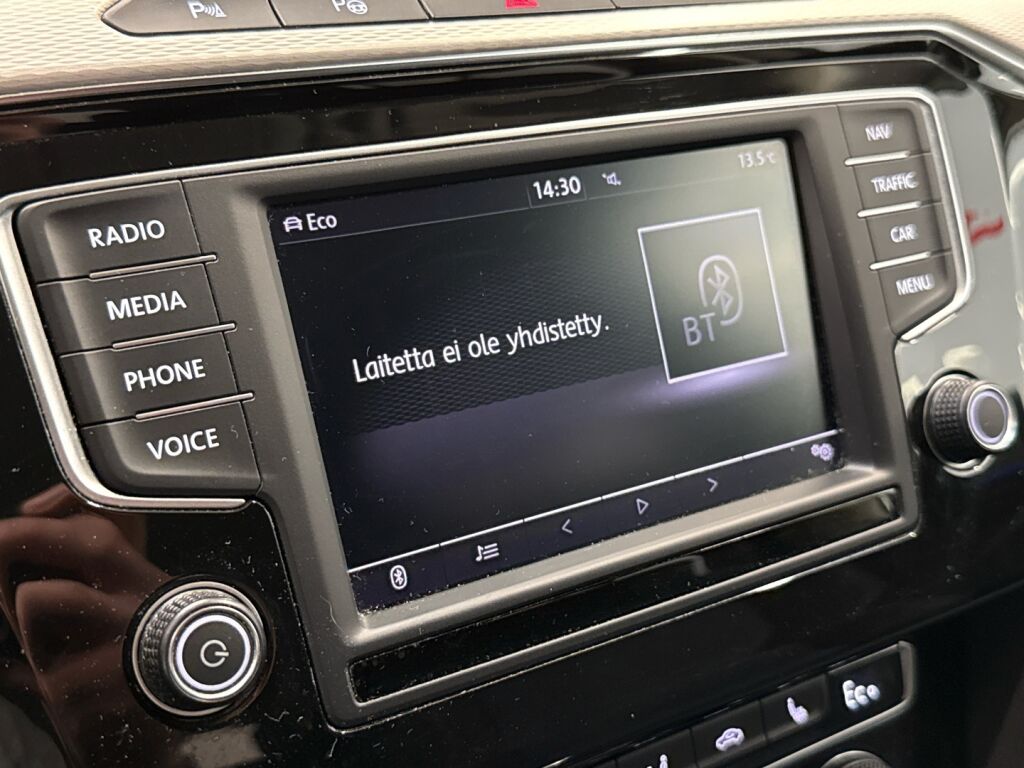 P
P
Eco
14:30
13.5°C
RADIO
MEDIA
PHONE
VOICE
NAV
TRAFFIC
CAR
MENU
Laitetta ei ole yhdistetty.
BT
Eco